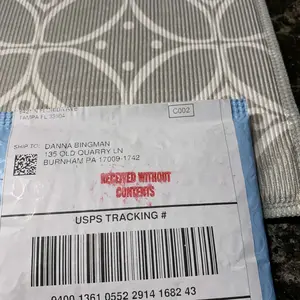 TAMPA FL
C002
SHIP TO:
DANNA BINGMAN
135 OLD QUARRY LN
BURNHAM PA 17009-1742
RECEIVED WITHOUT
CONTENTS
USPS TRACKING #
9400 1361 0552 2914 1682 43